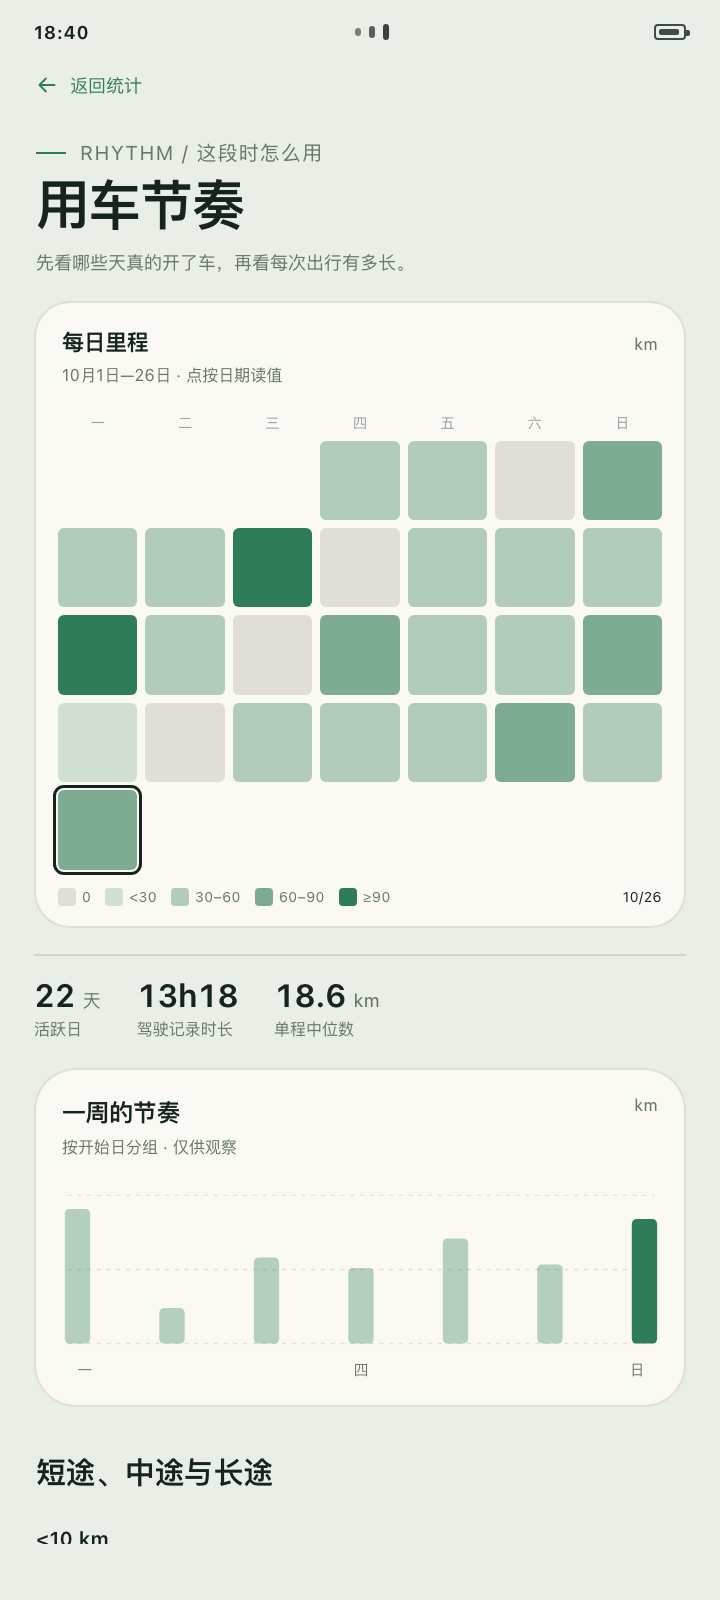 18:40
返回统计
RHYTHM / 这段时怎么用
用车节奏
先看哪些天真的开了车，再看每次出行有多长。
每日里程
km
10月1日—26日 · 点按日期读值
一 二 三 四 五 六 日
0 <30 30–60 60–90 ≥90 10/26
22 天 13h18 18.6 km
活跃日 驾驶记录时长 单程中位数
一周的节奏
km
按开始日分组 · 仅供观察
一 四 日
短途、中途与长途
<10 km